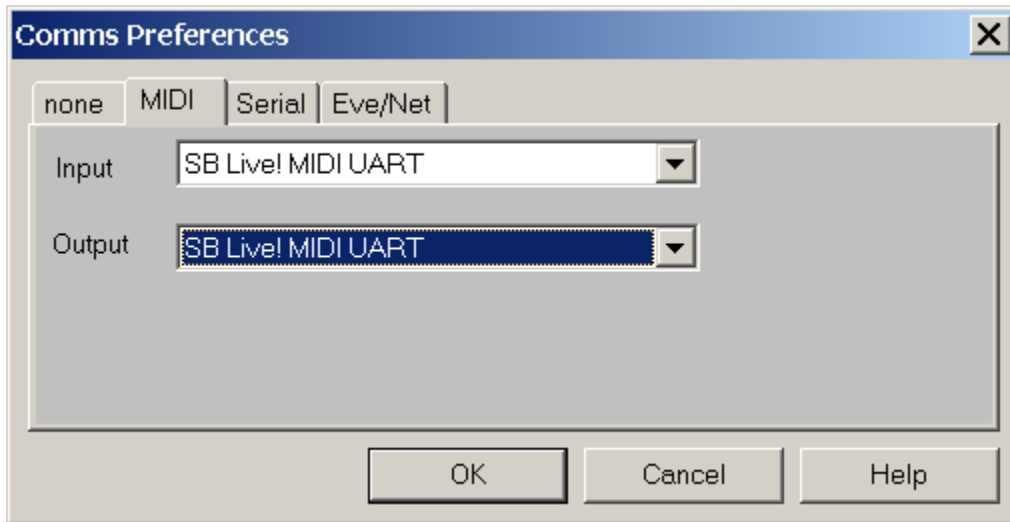 Comms Preferences
none MIDI Serial Eve/Net
Input SB Live! MIDI UART
Output SB Live! MIDI UART
OK Cancel Help